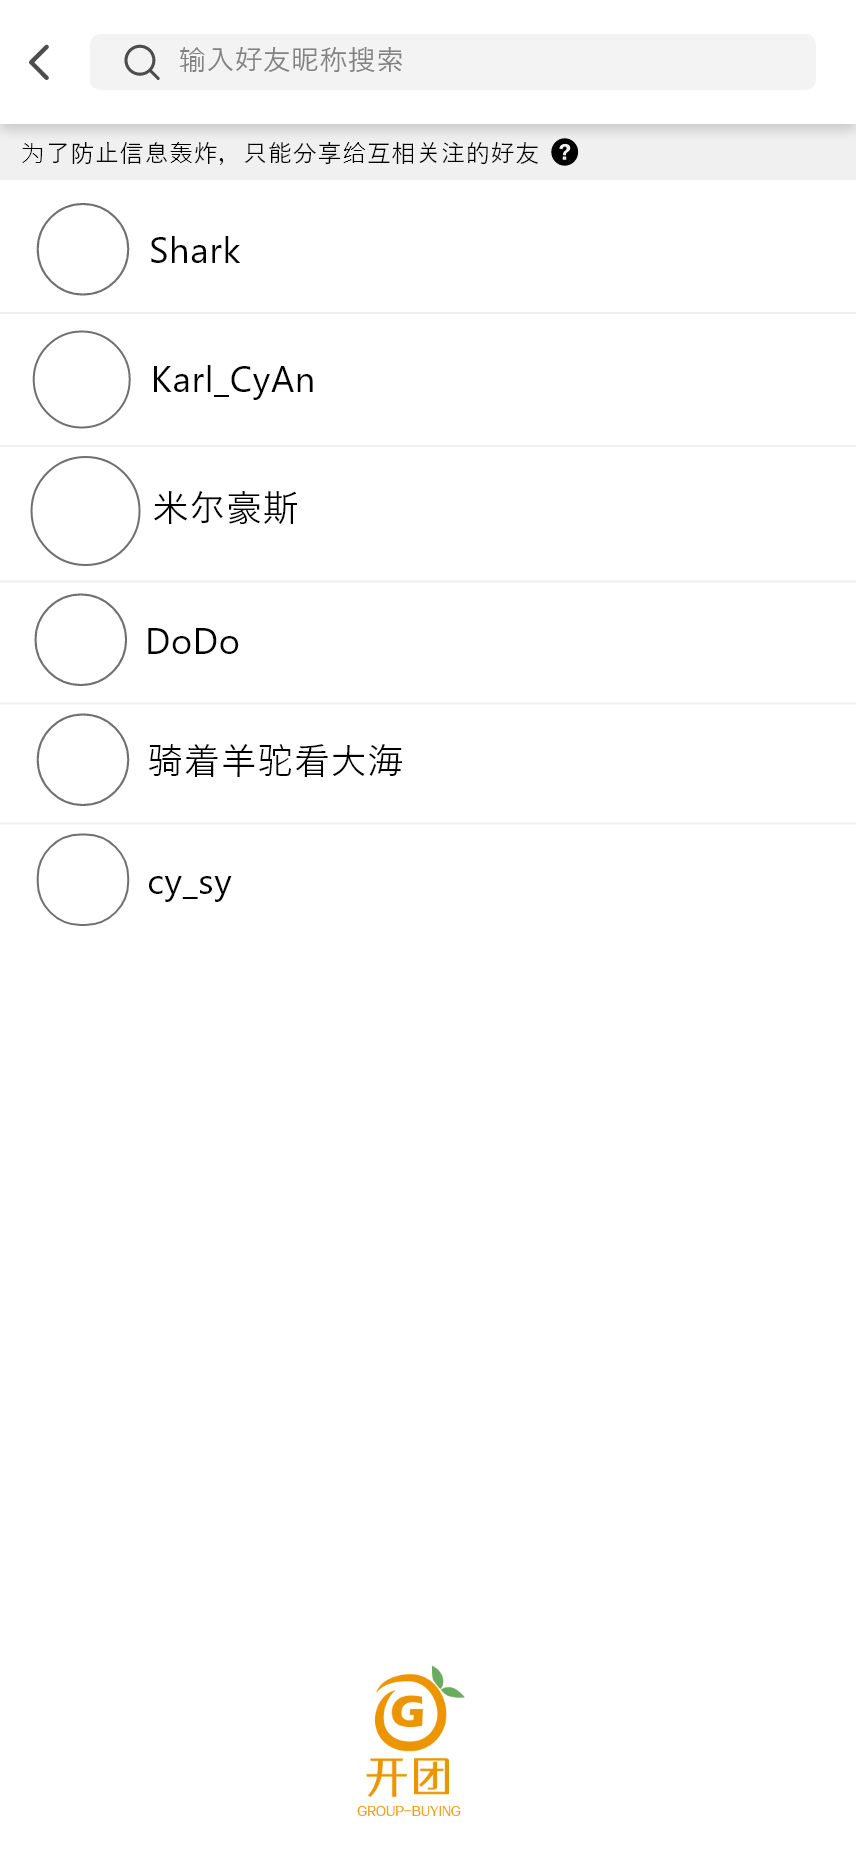 输入好友昵称搜索
为了防止信息轰炸，只能分享给互相关注的好友 ?
Shark
Karl_CyAn
米尔豪斯
DoDo
骑着羊驼看大海
cy_sy
G
开团
GROUP-BUYING